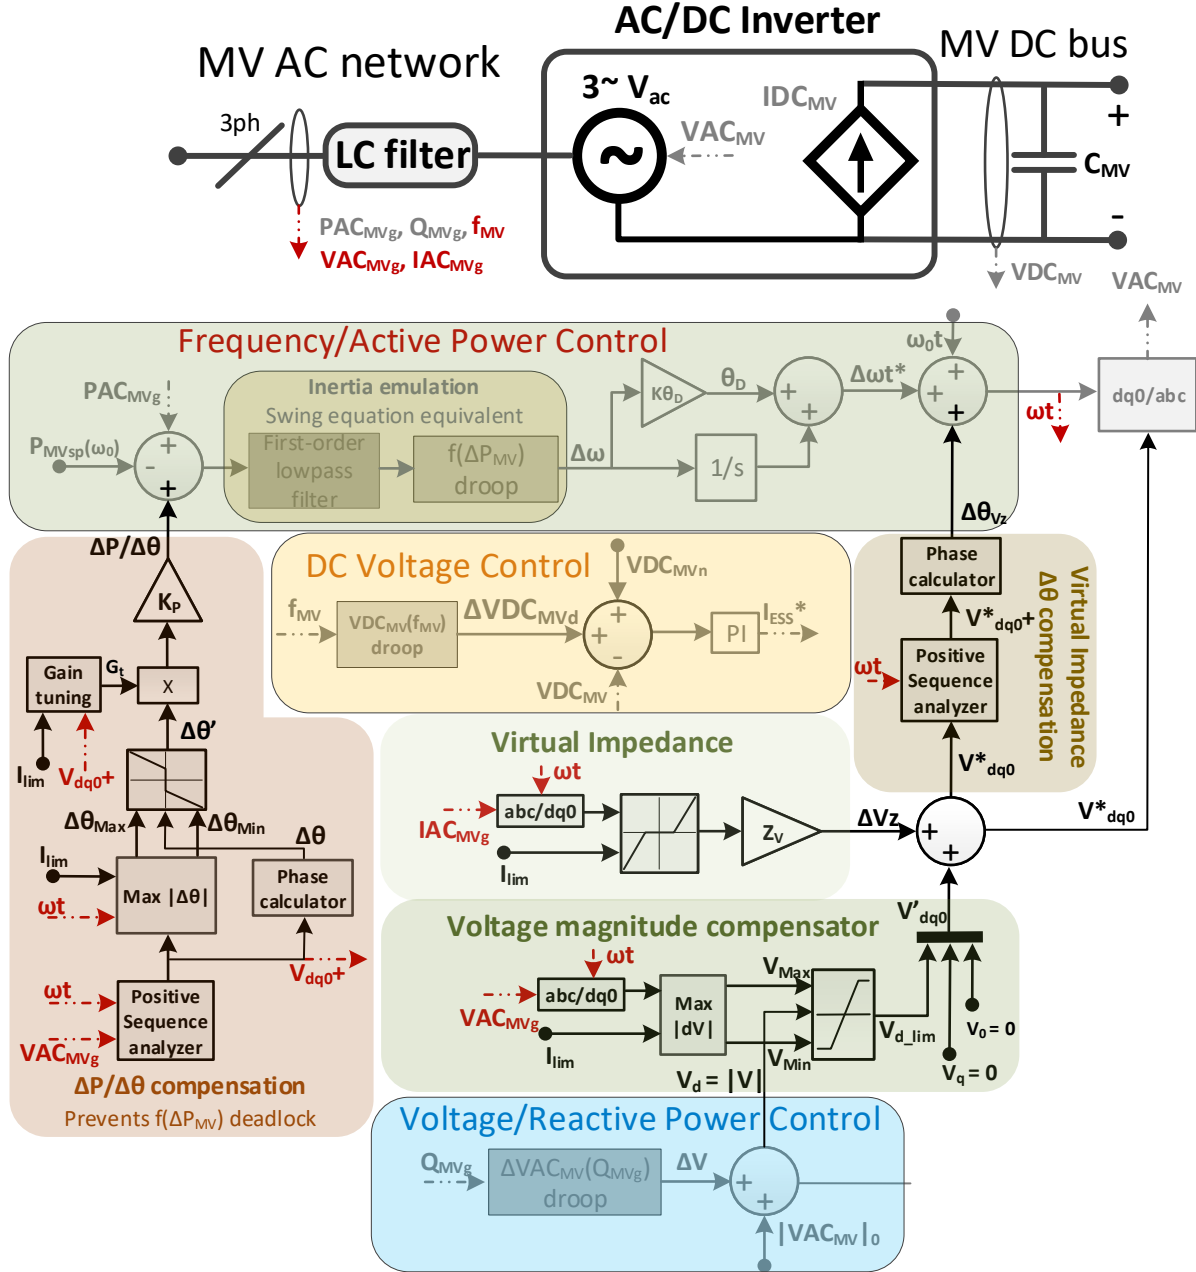 AC/DC Inverter
MV AC network
MV DC bus
3~ Vac
IDCMV
3ph
VACMV
LC filter
CMV
+
-
~
PACMVg, QMVg, fMV
VACMVg, IACMVg
VDCMV
VACMV
Frequency/Active Power Control
ω₀t
Inertia emulation
Swing equation equivalent
PACMVg
KθD
θD
Δωt*
dq0/abc
PMVsp(ω₀)
First-order
lowpass
filter
f(ΔPMV)
droop
Δω
1/s
ωt
+
-
+
+
+
+
+
+
ΔθVz
ΔP/Δθ
KP
DC Voltage Control
VDCMVn
fMV
VDCMV(fMV)
droop
ΔVDCMVd
+
+
-
PI
IESS*
VDCMV
Phase
calculator
V*dq0+
ωt
Positive
Sequence
analyzer
V*dq0
Virtual Impedance
Δθ compensation
Gain
tuning
Gt
X
Ilim
Vdq0+
Δθ'
ΔθMax
ΔθMin
Δθ
Ilim
Max |Δθ|
ωt
Phase
calculator
Vdq0+
ωt
Positive
Sequence
analyzer
VACMVg
ΔP/Δθ compensation
Prevents f(ΔPMV) deadlock
Virtual Impedance
ωt
abc/dq0
IACMVg
Ilim
ZV
ΔVz
+
+
V*dq0
V'dq0
Voltage magnitude compensator
ωt
abc/dq0
VACMVg
Ilim
Max
|dV|
VMax
VMin
Vd_lim
V₀ = 0
Vq = 0
Vd = |V|
Voltage/Reactive Power Control
QMVg
ΔVACMV(QMVg)
droop
ΔV
+
+
|VACMV|₀